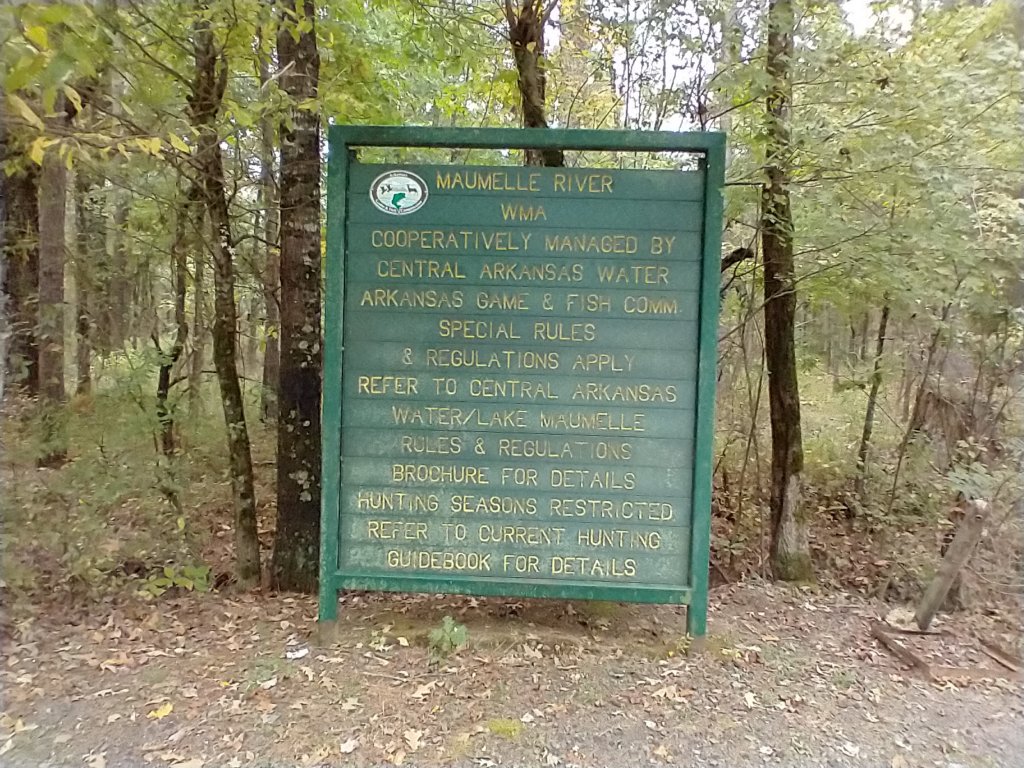 MAUMELLE RIVER
WMA
COOPERATIVELY MANAGED BY
CENTRAL ARKANSAS WATER
ARKANSAS GAME & FISH COMM.
SPECIAL RULES
& REGULATIONS APPLY
REFER TO CENTRAL ARKANSAS
WATER/LAKE MAUMELLE
RULES & REGULATIONS
BROCHURE FOR DETAILS
HUNTING SEASONS RESTRICTED
REFER TO CURRENT HUNTING
GUIDEBOOK FOR DETAILS